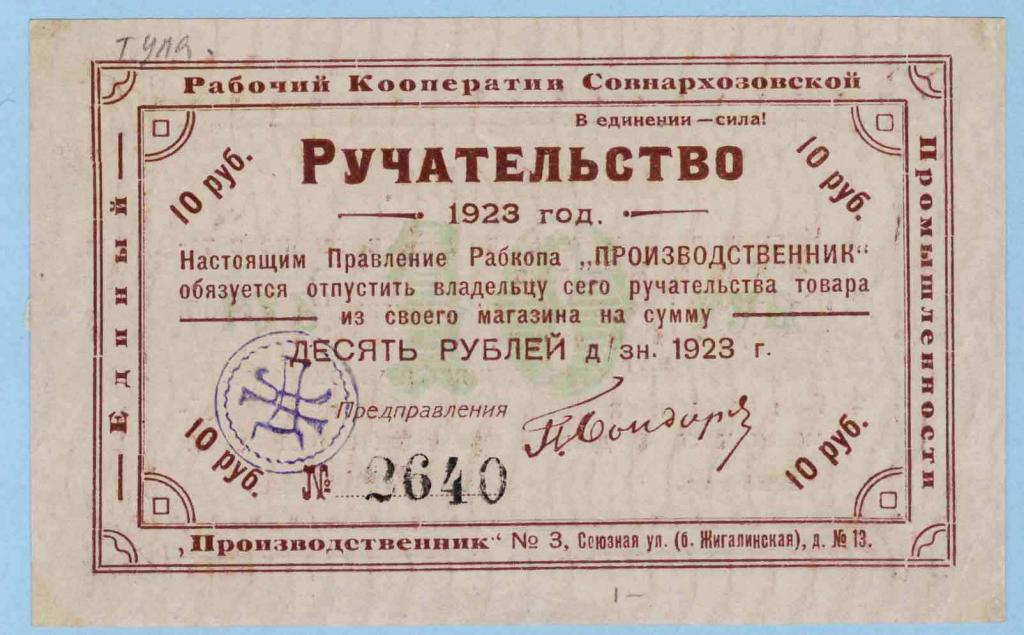 Тула.
Единый
Рабочий Кооператив Совнархозовской
Промышленности
В единении — сила!
10 руб.
10 руб.
Ручательство
1923 год.
Настоящим Правление Рабкопа „ПРОИЗВОДСТВЕННИК“
обязуется отпустить владельцу сего ручательства товара
из своего магазина на сумму
ДЕСЯТЬ РУБЛЕЙ д/зн. 1923 г.
Предправления
10 руб.
10 руб.
№ 2640
„Производственник“ № 3, Союзная ул. (б. Жигалинская), д. № 13.
1–